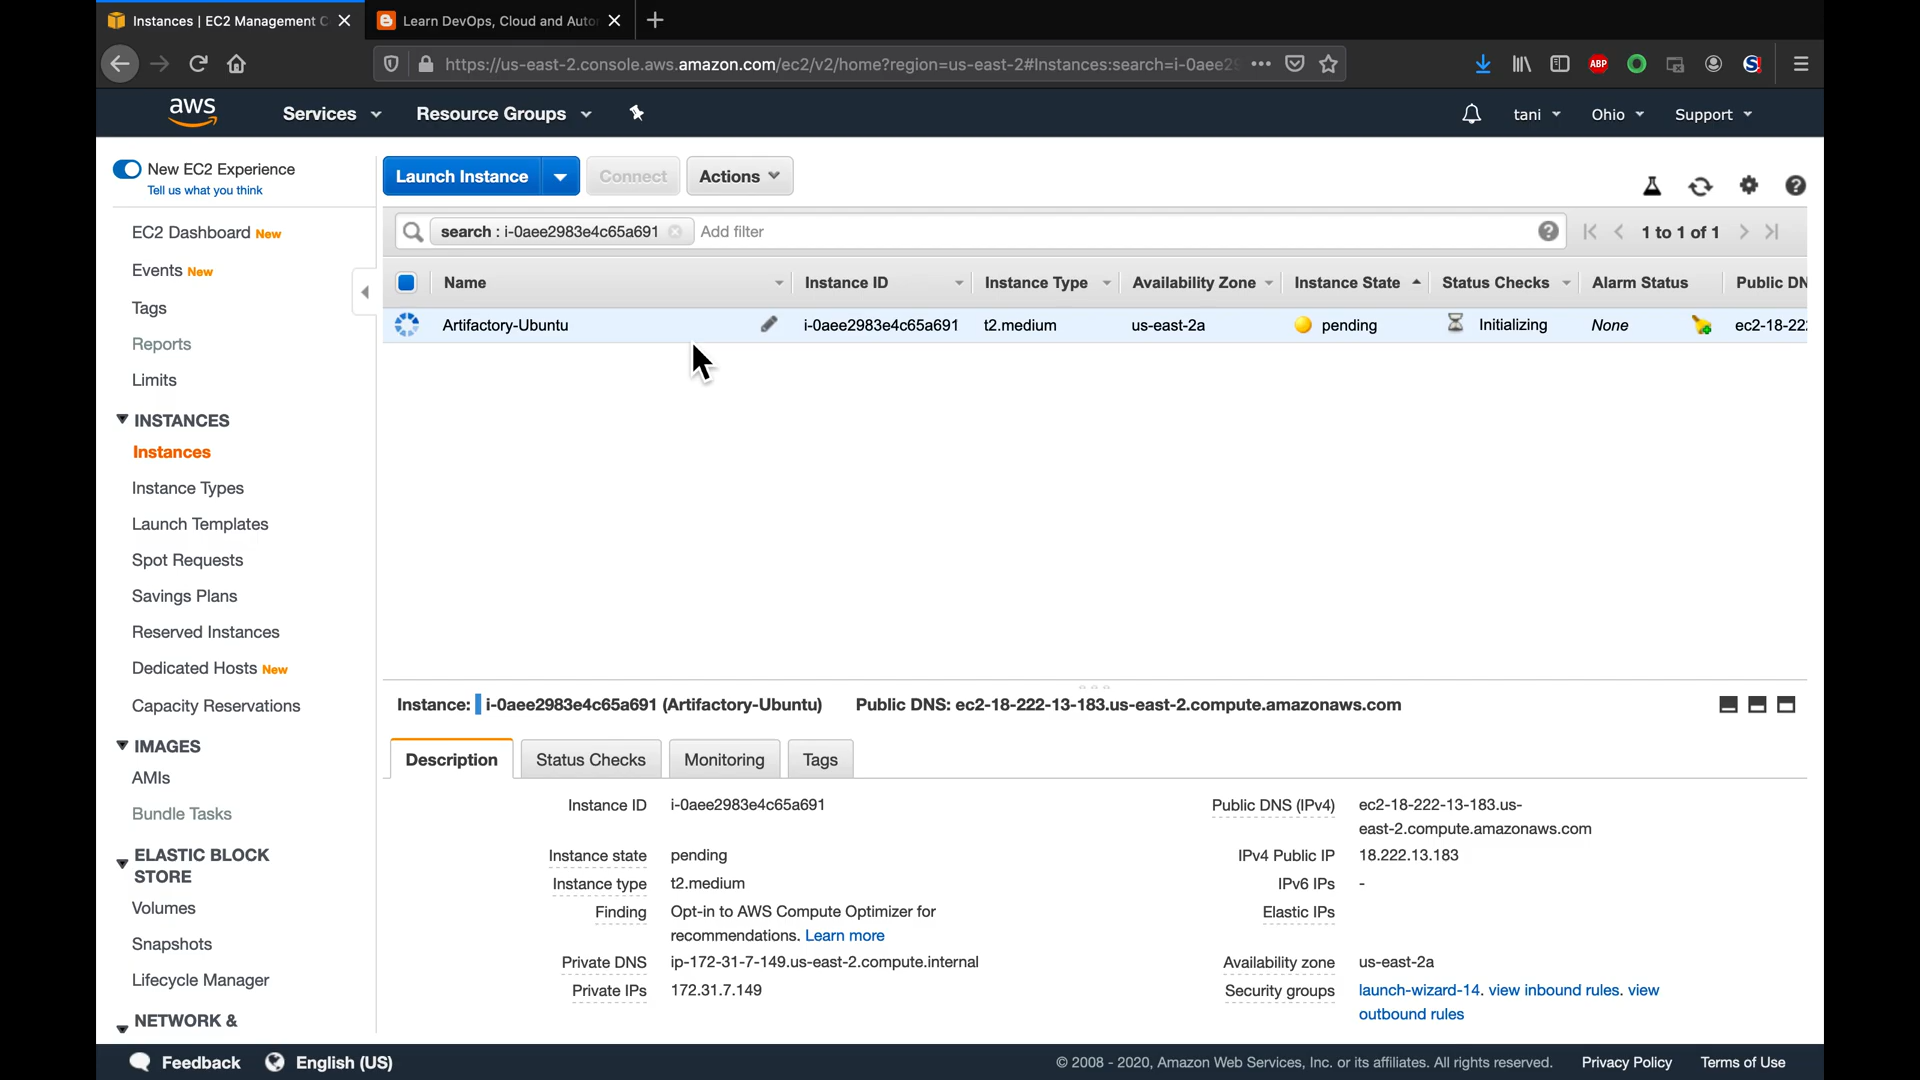 Instances | EC2 Management C
Learn DevOps, Cloud and Auto
https://us-east-2.console.aws.amazon.com/ec2/v2/home?region=us-east-2#Instances:search=i-0aee29
ABP
aws
Services
Resource Groups
tani
Ohio
Support
New EC2 Experience
Tell us what you think
EC2 Dashboard New
Events New
Tags
Reports
Limits
INSTANCES
Instances
Instance Types
Launch Templates
Spot Requests
Savings Plans
Reserved Instances
Dedicated Hosts New
Capacity Reservations
IMAGES
AMIs
Bundle Tasks
ELASTIC BLOCK
STORE
Volumes
Snapshots
Lifecycle Manager
NETWORK &
Launch Instance
Connect
Actions
search : i-0aee2983e4c65a691
Add filter
1 to 1 of 1
Name
Instance ID
Instance Type
Availability Zone
Instance State
Status Checks
Alarm Status
Public DN
Artifactory-Ubuntu
i-0aee2983e4c65a691
t2.medium
us-east-2a
pending
Initializing
None
ec2-18-222
Instance: i-0aee2983e4c65a691 (Artifactory-Ubuntu) Public DNS: ec2-18-222-13-183.us-east-2.compute.amazonaws.com
Description
Status Checks
Monitoring
Tags
Instance ID i-0aee2983e4c65a691
Instance state pending
Instance type t2.medium
Finding Opt-in to AWS Compute Optimizer for
recommendations. Learn more
Private DNS ip-172-31-7-149.us-east-2.compute.internal
Private IPs 172.31.7.149
Public DNS (IPv4) ec2-18-222-13-183.us-
east-2.compute.amazonaws.com
IPv4 Public IP 18.222.13.183
IPv6 IPs -
Elastic IPs
Availability zone us-east-2a
Security groups launch-wizard-14. view inbound rules. view
outbound rules
Feedback
English (US)
© 2008 - 2020, Amazon Web Services, Inc. or its affiliates. All rights reserved.
Privacy Policy
Terms of Use